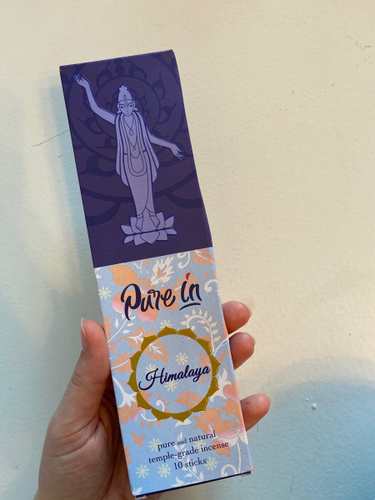 Pure in
Himalaya
pure and natural
temple-grade incense
10 sticks